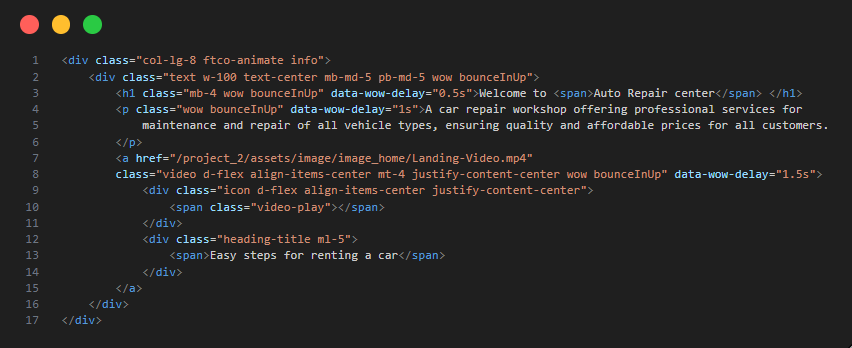 1 <div class="col-lg-8 ftco-animate info">
2 <div class="text w-100 text-center mb-md-5 pb-md-5 wow bounceInUp">
3 <h1 class="mb-4 wow bounceInUp" data-wow-delay="0.5s">Welcome to <span>Auto Repair center</span> </h1>
4 <p class="wow bounceInUp" data-wow-delay="1s">A car repair workshop offering professional services for
5 maintenance and repair of all vehicle types, ensuring quality and affordable prices for all customers.
6 </p>
7 <a href="/project_2/assets/image/image_home/Landing-Video.mp4"
8 class="video d-flex align-items-center mt-4 justify-content-center wow bounceInUp" data-wow-delay="1.5s">
9 <div class="icon d-flex align-items-center justify-content-center">
10 <span class="video-play"></span>
11 </div>
12 <div class="heading-title ml-5">
13 <span>Easy steps for renting a car</span>
14 </div>
15 </a>
16 </div>
17 </div>